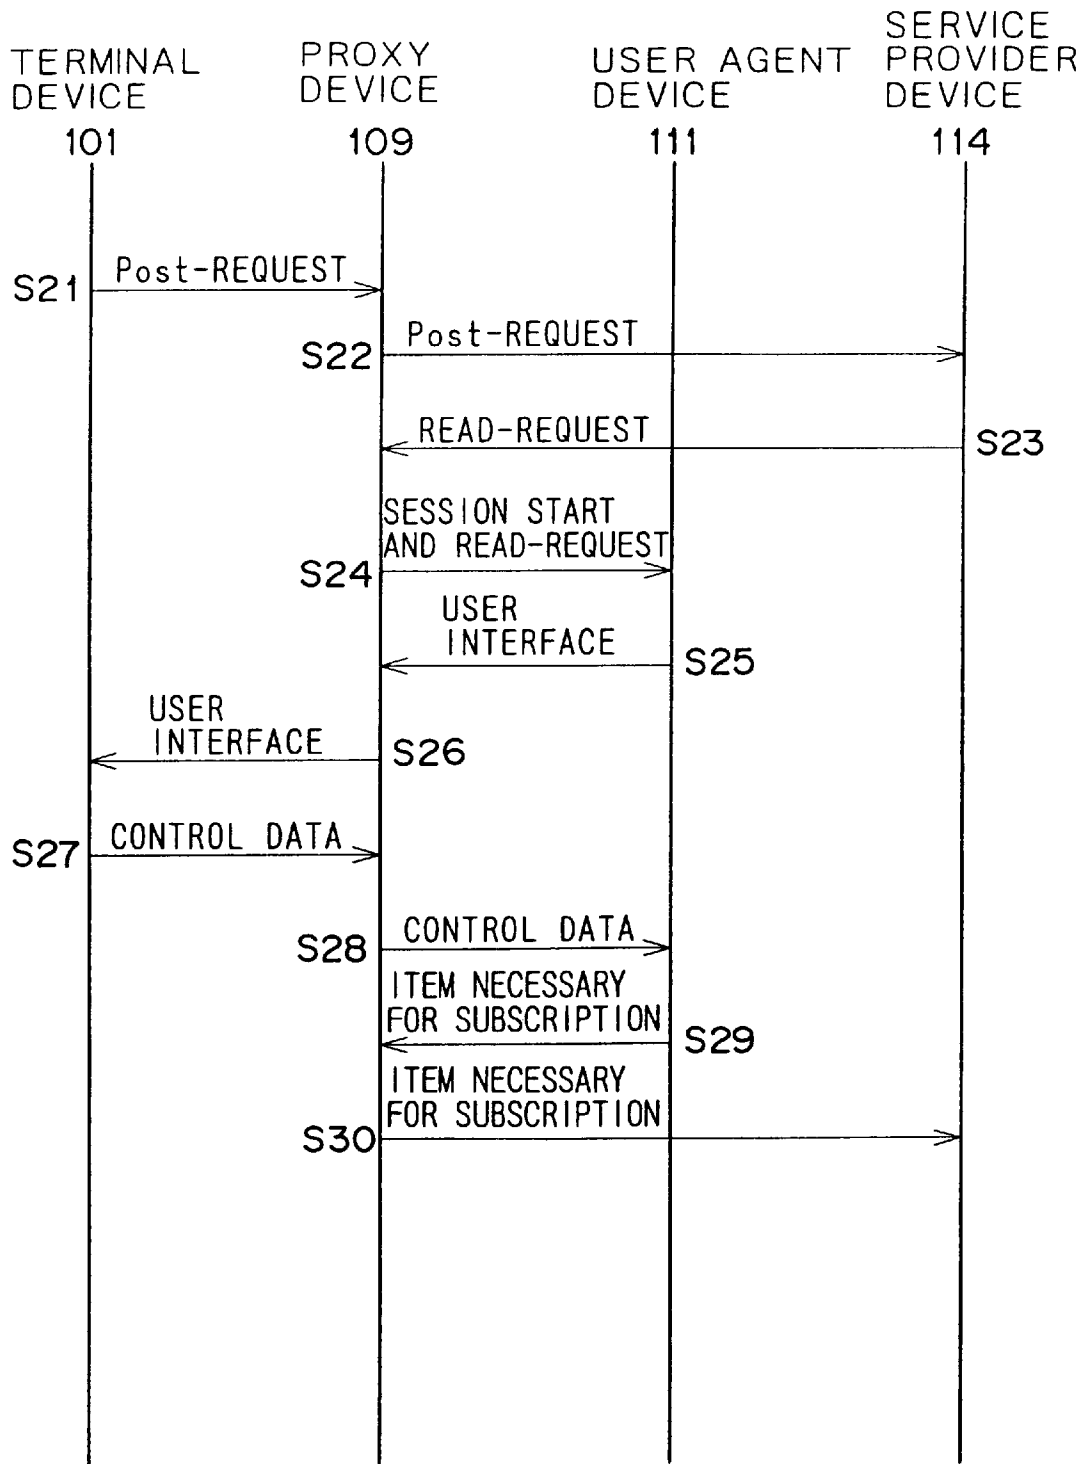 TERMINAL
DEVICE
101
PROXY
DEVICE
109
USER AGENT
DEVICE
111
SERVICE
PROVIDER
DEVICE
114
S21
Post-REQUEST
S22
Post-REQUEST
READ-REQUEST
S23
SESSION START
AND READ-REQUEST
S24
USER
INTERFACE
S25
USER
INTERFACE
S26
S27
CONTROL DATA
S28
CONTROL DATA
ITEM NECESSARY
FOR SUBSCRIPTION
S29
ITEM NECESSARY
FOR SUBSCRIPTION
S30